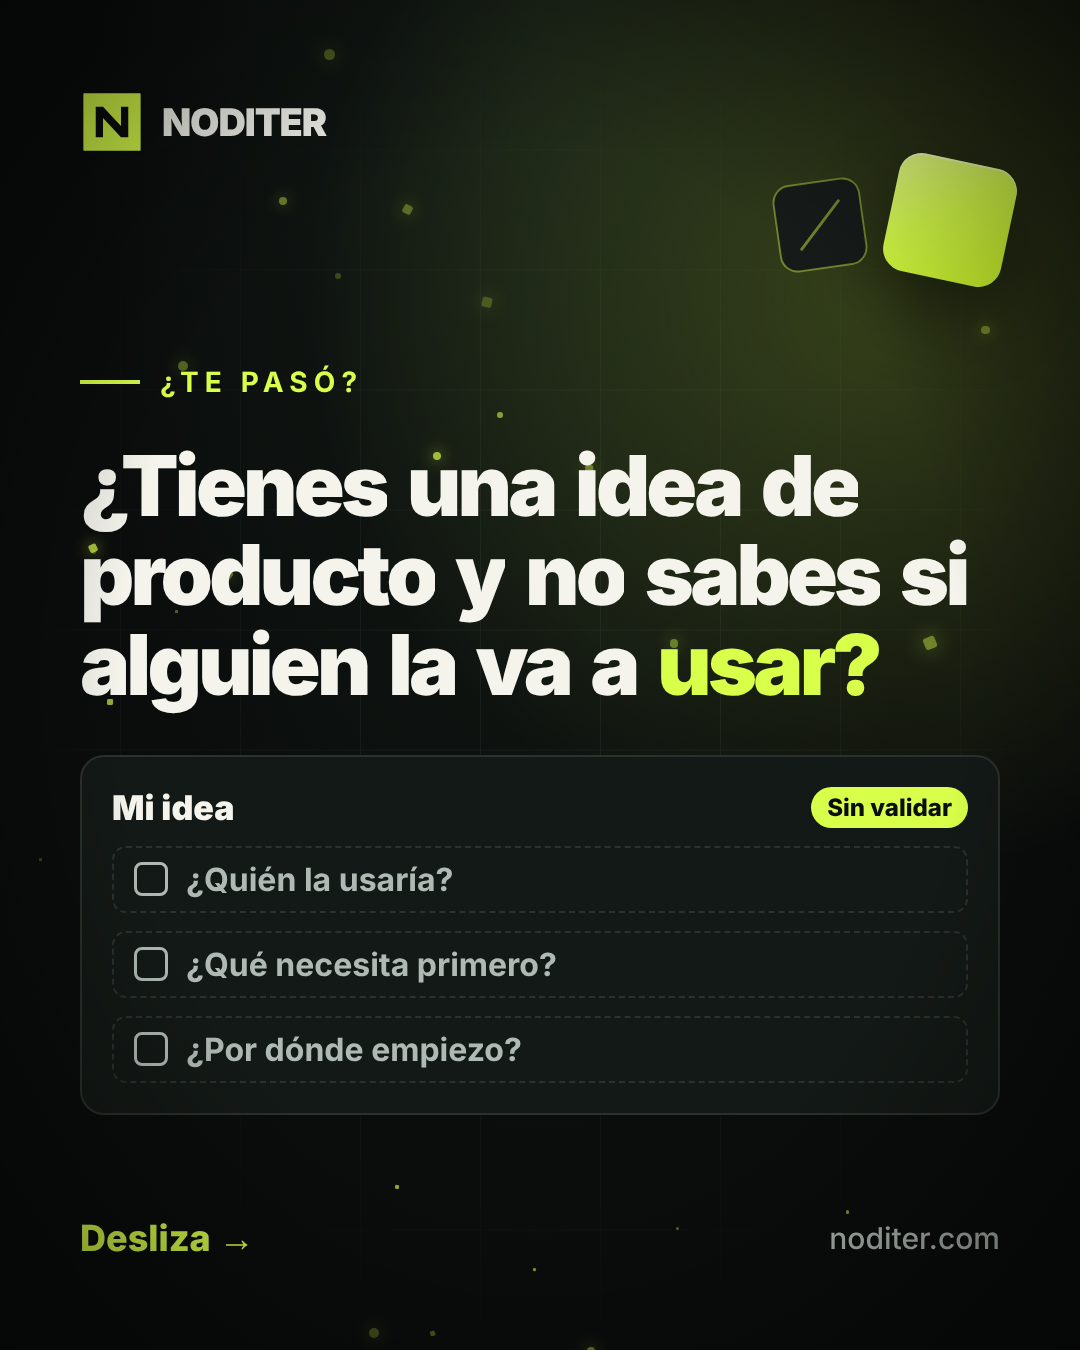 N NODITER
¿TE PASÓ?
¿Tienes una idea de
producto y no sabes si
alguien la va a usar?
Mi idea
Sin validar
¿Quién la usaría?
¿Qué necesita primero?
¿Por dónde empiezo?
Desliza →
noditer.com